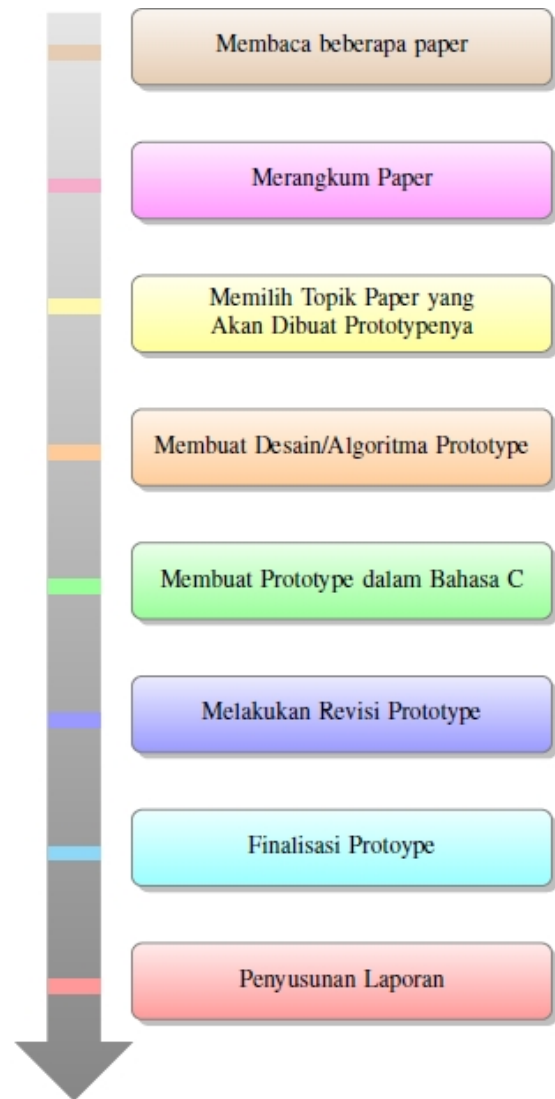 Membaca beberapa paper
Merangkum Paper
Memilih Topik Paper yang
Akan Dibuat Prototypenya
Membuat Desain/Algoritma Prototype
Membuat Prototype dalam Bahasa C
Melakukan Revisi Prototype
Finalisasi Protoype
Penyusunan Laporan